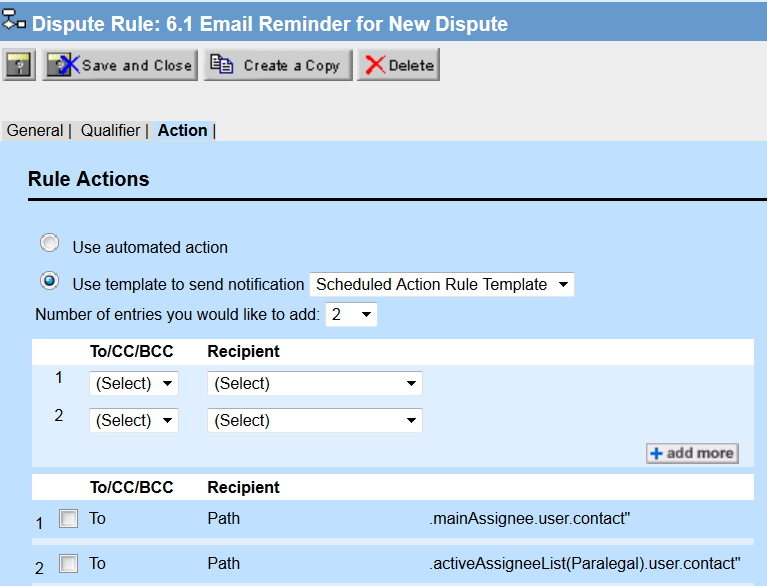 Dispute Rule: 6.1 Email Reminder for New Dispute
Save and Close Create a Copy Delete
General | Qualifier | Action |
Rule Actions
Use automated action
Use template to send notification Scheduled Action Rule Template
Number of entries you would like to add: 2
To/CC/BCC Recipient
1 (Select) (Select)
2 (Select) (Select)
+ add more
To/CC/BCC Recipient
1 To Path .mainAssignee.user.contact"
2 To Path .activeAssigneeList(Paralegal).user.contact"